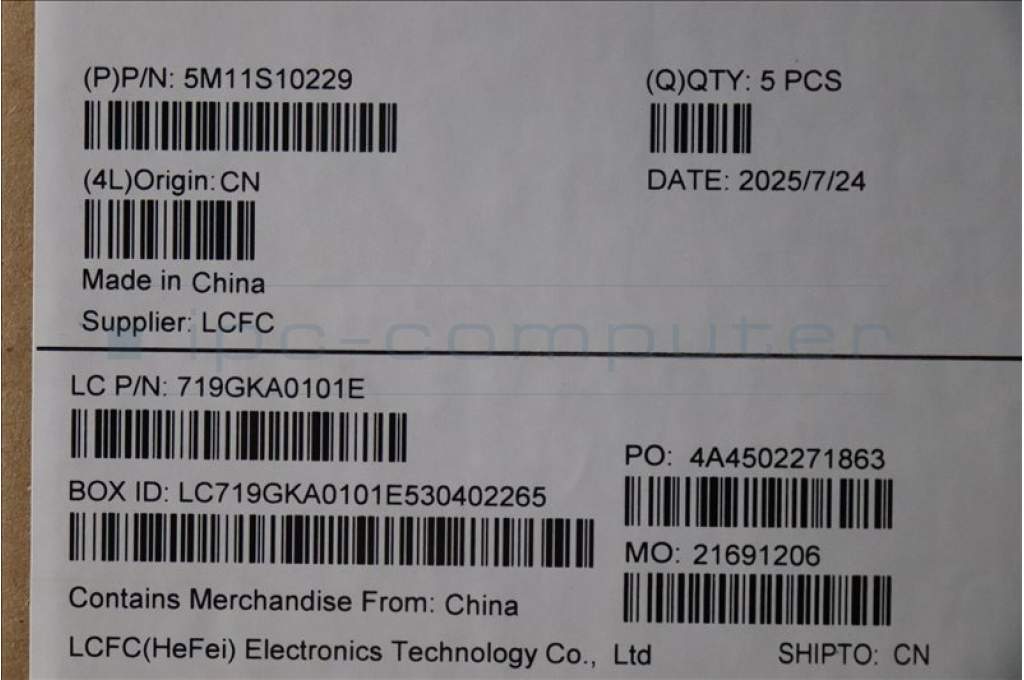 (P)P/N: 5M11S10229
(Q)QTY: 5 PCS
(4L)Origin: CN
DATE: 2025/7/24
Made in China
Supplier: LCFC
ipc-computer
LC P/N: 719GKA0101E
PO: 4A4502271863
BOX ID: LC719GKA0101E530402265
MO: 21691206
Contains Merchandise From: China
LCFC(HeFei) Electronics Technology Co., Ltd
SHIPTO: CN